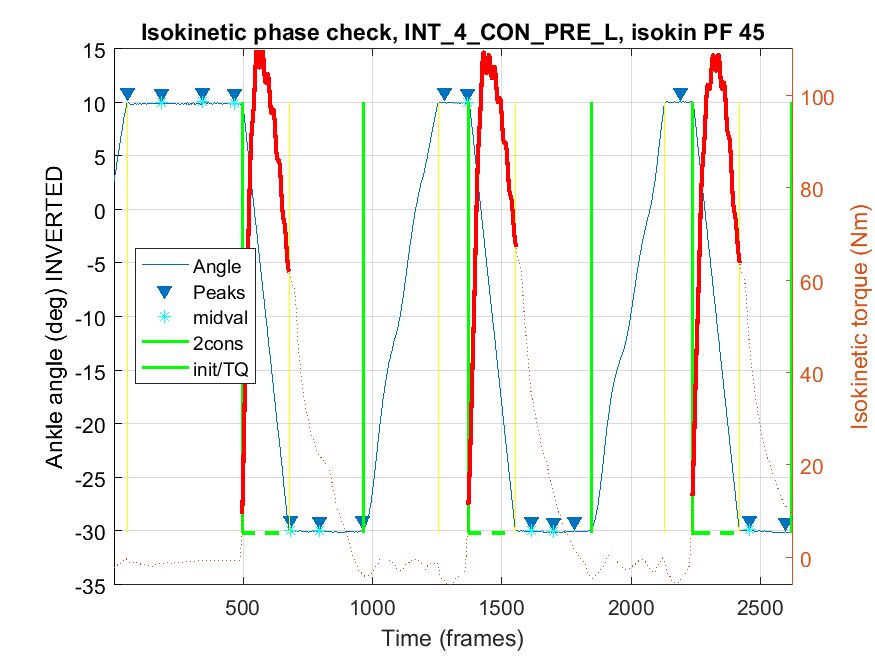 Isokinetic phase check, INT_4_CON_PRE_L, isokin PF 45
Ankle angle (deg) INVERTED
15
10
5
0
-5
-10
-15
-20
-25
-30
-35
Angle
Peaks
midval
2cons
init/TQ
500
1000
1500
2000
2500
Time (frames)
100
80
60
40
20
0
Isokinetic torque (Nm)